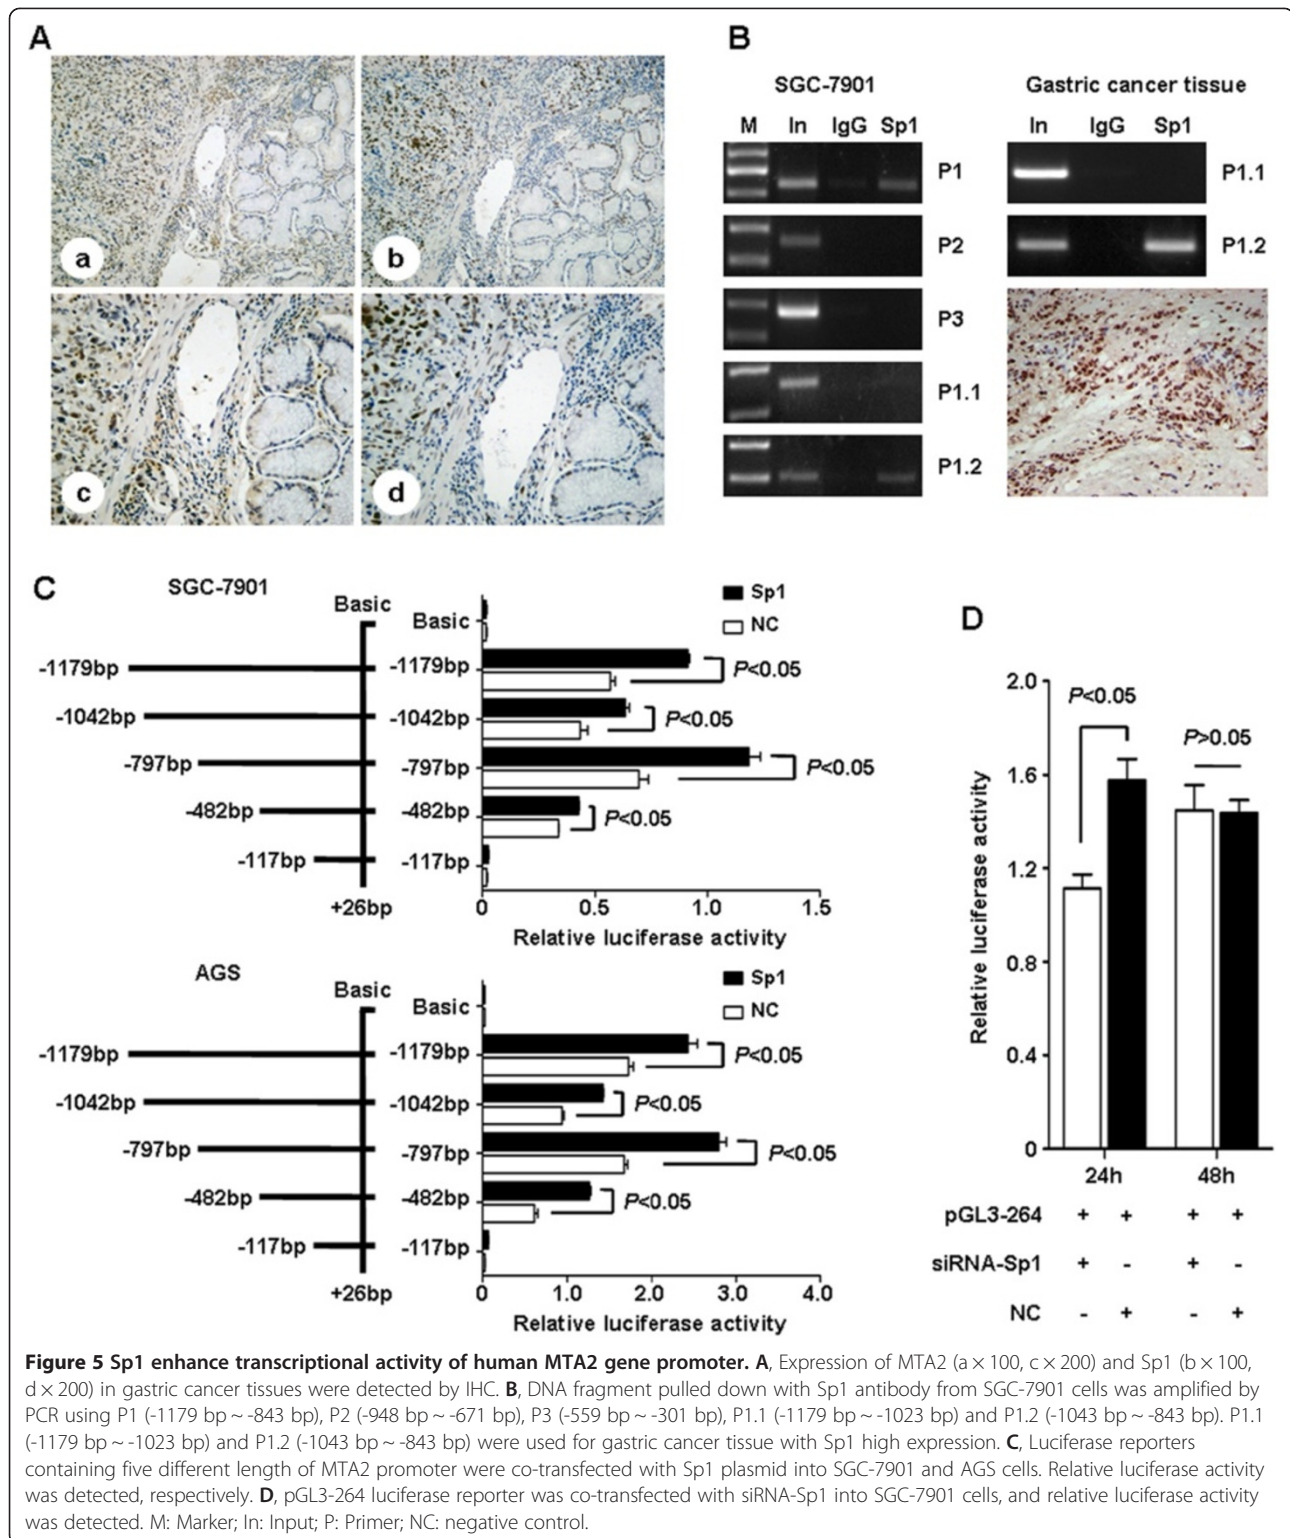 A
a
b
c
d
B
SGC-7901
M In IgG Sp1
P1
P2
P3
P1.1
P1.2
Gastric cancer tissue
In IgG Sp1
P1.1
P1.2
C
SGC-7901
Basic
-1179bp
-1042bp
-797bp
-482bp
-117bp
+26bp
Sp1
NC
Basic
-1179bp
P<0.05
-1042bp
P<0.05
-797bp
P<0.05
-482bp
P<0.05
-117bp
0 0.5 1.0 1.5
Relative luciferase activity
AGS
Basic
-1179bp
-1042bp
-797bp
-482bp
-117bp
+26bp
Sp1
NC
Basic
-1179bp
P<0.05
-1042bp
P<0.05
-797bp
P<0.05
-482bp
P<0.05
-117bp
0 1.0 2.0 3.0 4.0
Relative luciferase activity
D
Relative luciferase activity
2.0
1.6
1.2
0.8
0.4
0
P<0.05
P>0.05
24h 48h
pGL3-264 + + + +
siRNA-Sp1 + - + -
NC - + - +
Figure 5 Sp1 enhance transcriptional activity of human MTA2 gene promoter. A, Expression of MTA2 (a × 100, c × 200) and Sp1 (b × 100,
d × 200) in gastric cancer tissues were detected by IHC. B, DNA fragment pulled down with Sp1 antibody from SGC-7901 cells was amplified by
PCR using P1 (-1179 bp ~ -843 bp), P2 (-948 bp ~ -671 bp), P3 (-559 bp ~ -301 bp), P1.1 (-1179 bp ~ -1023 bp) and P1.2 (-1043 bp ~ -843 bp). P1.1
(-1179 bp ~ -1023 bp) and P1.2 (-1043 bp ~ -843 bp) were used for gastric cancer tissue with Sp1 high expression. C, Luciferase reporters
containing five different length of MTA2 promoter were co-transfected with Sp1 plasmid into SGC-7901 and AGS cells. Relative luciferase activity
was detected, respectively. D, pGL3-264 luciferase reporter was co-transfected with siRNA-Sp1 into SGC-7901 cells, and relative luciferase activity
was detected. M: Marker; In: Input; P: Primer; NC: negative control.